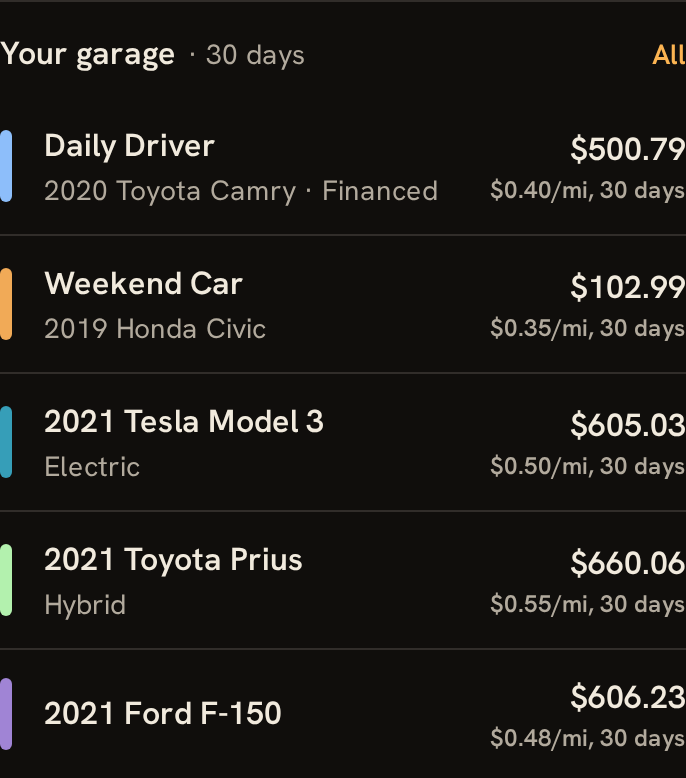 Your garage · 30 days All
Daily Driver $500.79
2020 Toyota Camry · Financed $0.40/mi, 30 days
Weekend Car $102.99
2019 Honda Civic $0.35/mi, 30 days
2021 Tesla Model 3 $605.03
Electric $0.50/mi, 30 days
2021 Toyota Prius $660.06
Hybrid $0.55/mi, 30 days
2021 Ford F-150 $606.23
$0.48/mi, 30 days